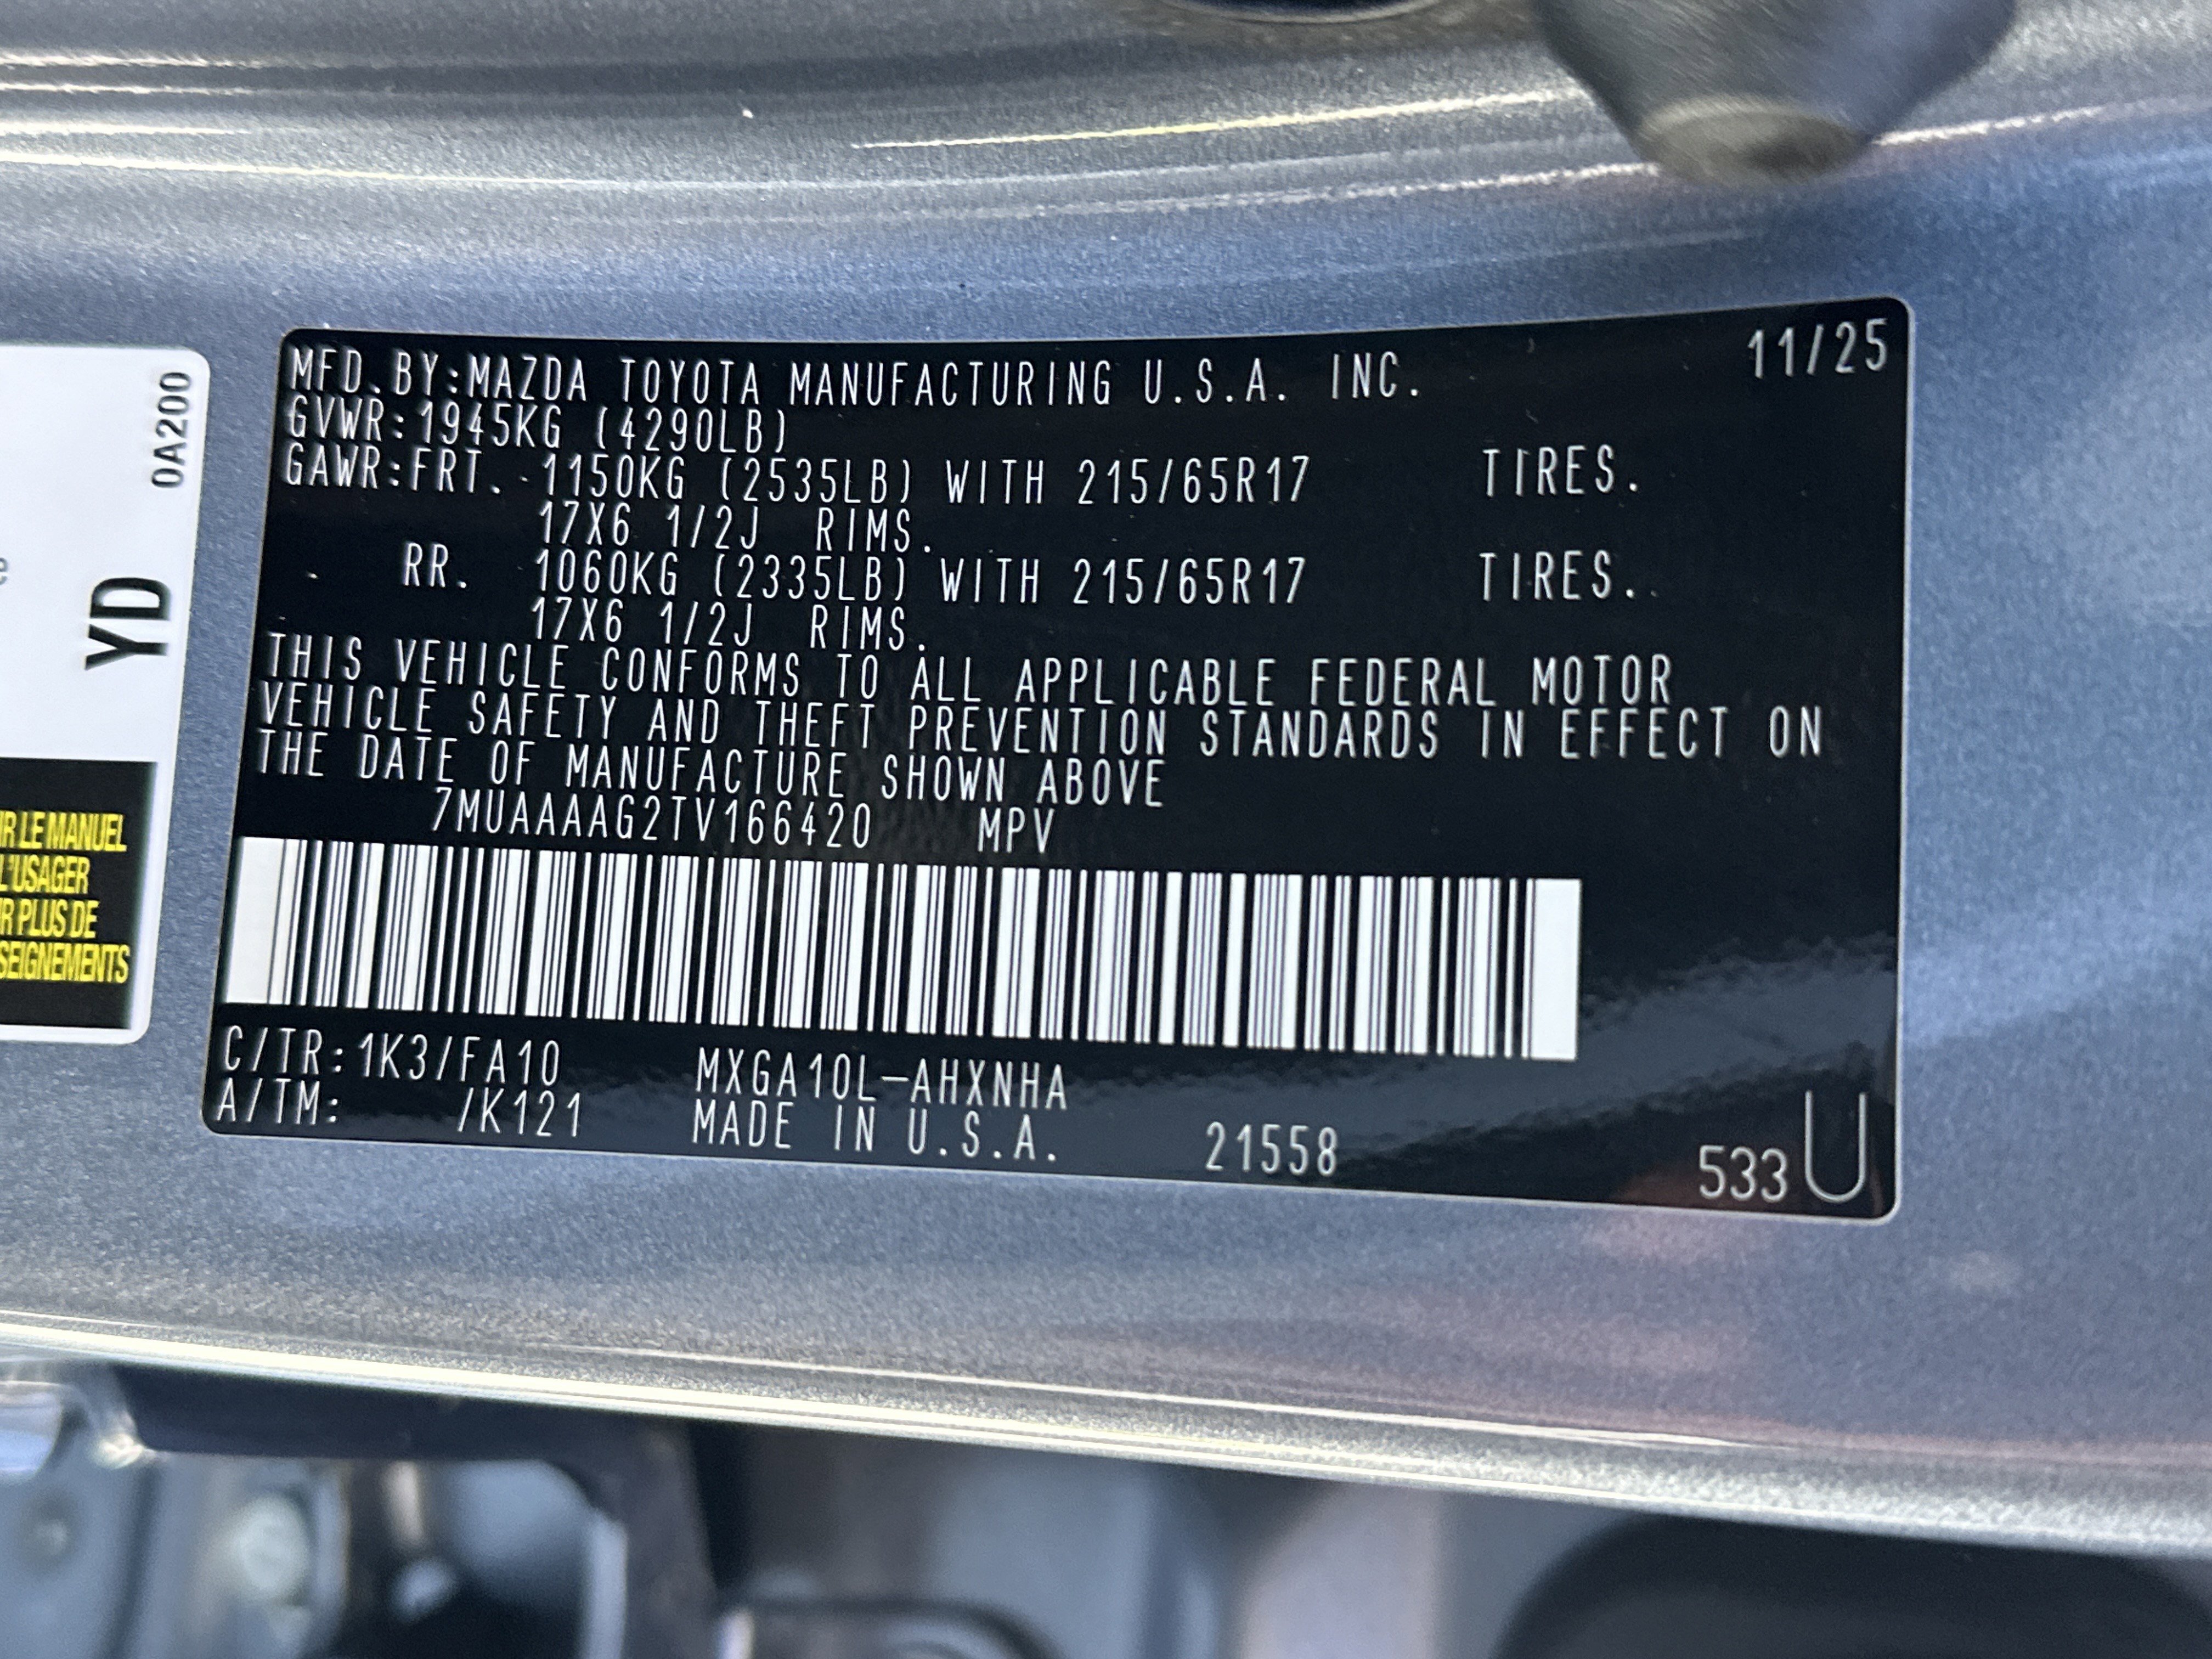 MFD.BY:MAZDA TOYOTA MANUFACTURING U.S.A. INC. 11/25
GVWR:1945KG (4290LB)
GAWR:FRT. 1150KG (2535LB) WITH 215/65R17 TIRES.
17X6 1/2J RIMS.
RR. 1060KG (2335LB) WITH 215/65R17 TIRES.
17X6 1/2J RIMS.
THIS VEHICLE CONFORMS TO ALL APPLICABLE FEDERAL MOTOR
VEHICLE SAFETY AND THEFT PREVENTION STANDARDS IN EFFECT ON
THE DATE OF MANUFACTURE SHOWN ABOVE
7MUAAAAG2TV166420 MPV
C/TR:1K3/FA10 MXGA10L-AHXNHA
A/TM: /K121 MADE IN U.S.A. 21558 533U
0A200
YD
R LE MANUEL
L'USAGER
R PLUS DE
SEIGNEMENTS